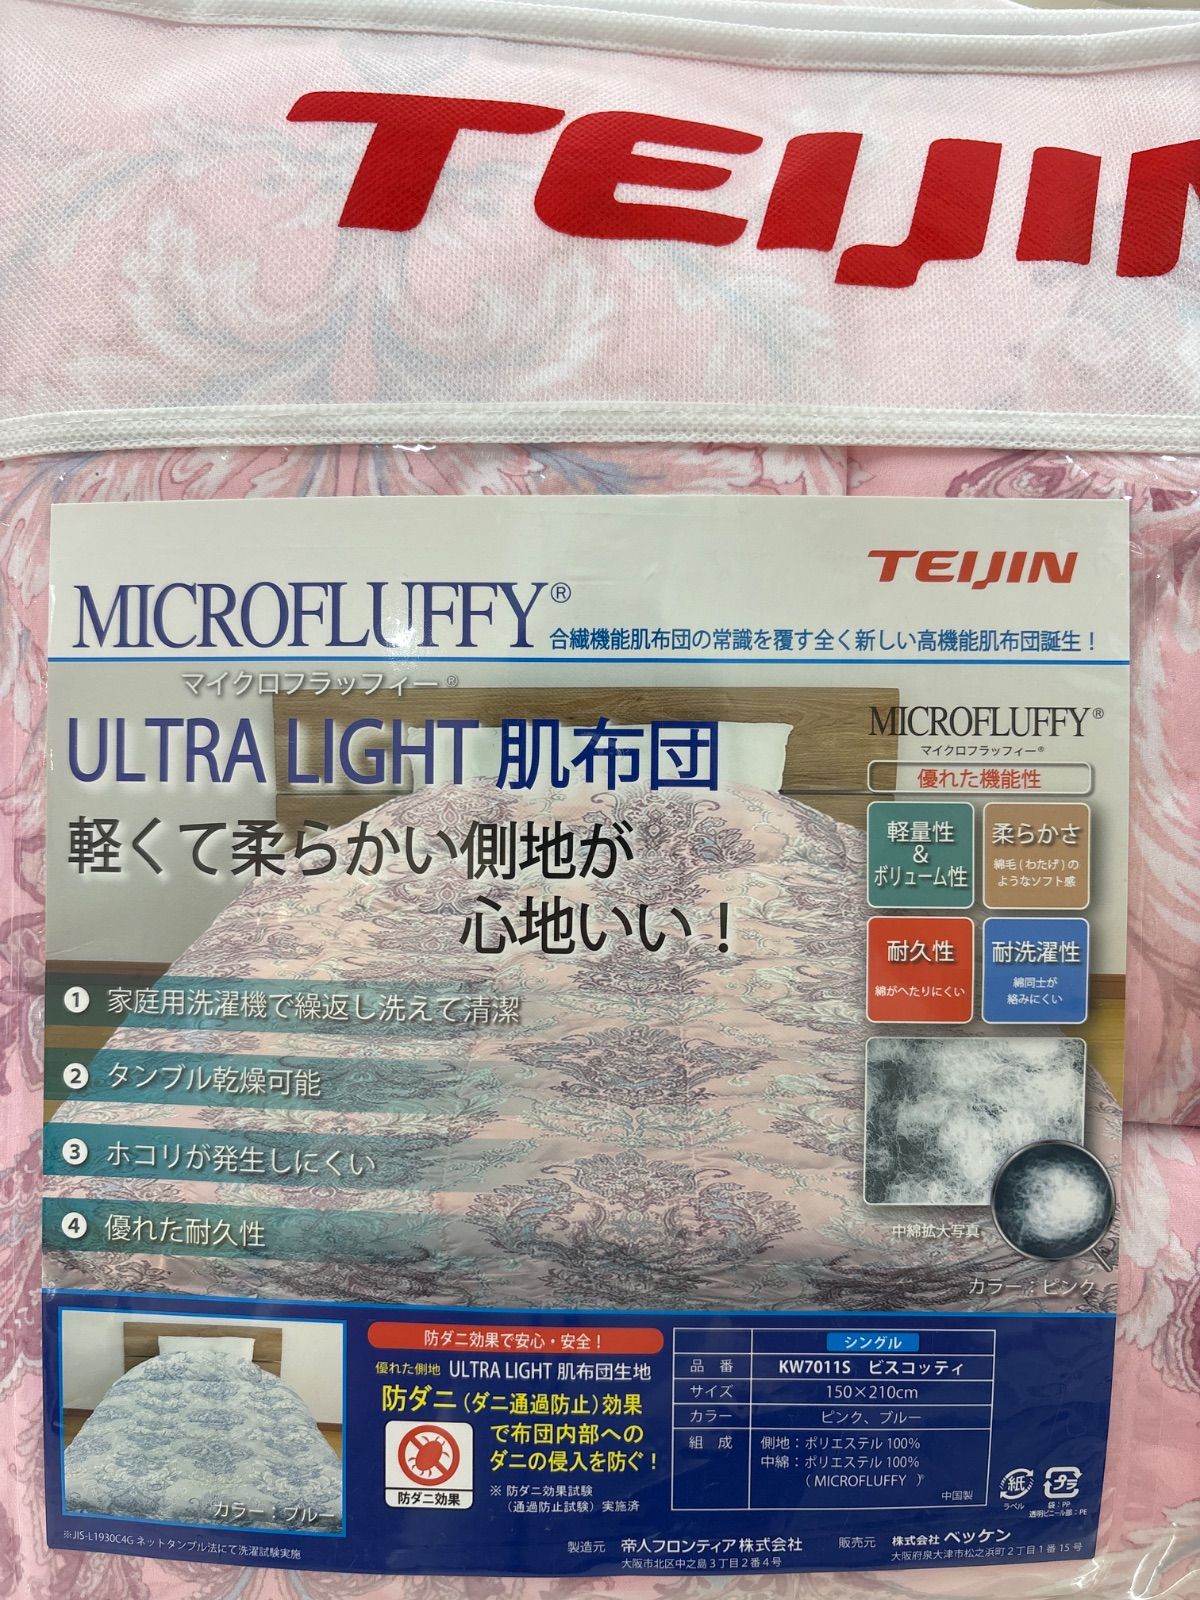 TEIJIN
TEIJIN
MICROFLUFFY®
合繊機能肌布団の常識を覆す全く新しい高機能肌布団誕生！
マイクロフラッフィー®
ULTRA LIGHT 肌布団
軽くて柔らかい側地が
心地いい！
① 家庭用洗濯機で繰返し洗えて清潔
② タンブル乾燥可能
③ ホコリが発生しにくい
④ 優れた耐久性
MICROFLUFFY®
マイクロフラッフィー®
優れた機能性
軽量性
&
ボリューム性
柔らかさ
綿毛(わたげ)の
ようなソフト感
耐久性
綿がへたりにくい
耐洗濯性
綿同士が
絡みにくい
中綿拡大写真
カラー：ピンク
カラー：ブルー
※JIS-L1930C4G ネットタンブル法にて洗濯試験実施
防ダニ効果で安心・安全！
優れた側地 ULTRA LIGHT 肌布団生地
防ダニ(ダニ通過防止)効果
で布団内部への
ダニの侵入を防ぐ！
防ダニ効果
※ 防ダニ効果試験
（通過防止試験）実施済
シングル
品 番 KW7011S ビスコッティ
サイズ 150×210cm
カラー ピンク、ブルー
組 成 側地：ポリエステル 100%
中綿：ポリエステル 100%
（MICROFLUFFY®）
中国製
紙
ラベル
プラ
袋：PP
透明ビニール部：PE
製造元 帝人フロンティア株式会社
大阪市北区中之島3丁目2番4号
販売元 株式会社 ベッケン
大阪府泉大津市松之浜町2丁目1番15号